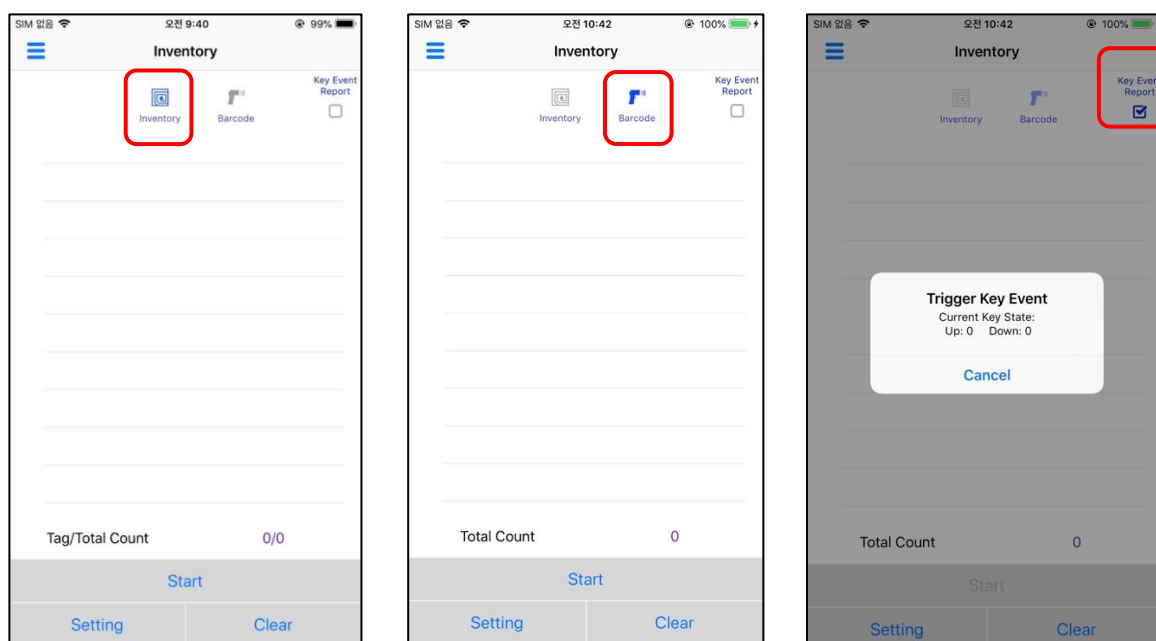 SIM 없음 오전 9:40 99%
Inventory
Key Event
Report
Inventory Barcode
Tag/Total Count 0/0
Start
Setting Clear
SIM 없음 오전 10:42 100%
Inventory
Key Event
Report
Inventory Barcode
Total Count 0
Start
Setting Clear
SIM 없음 오전 10:42 100%
Inventory
Key Even
Report
Inventory Barcode
Trigger Key Event
Current Key State:
Up: 0 Down: 0
Cancel
Total Count 0
Start
Setting Clear